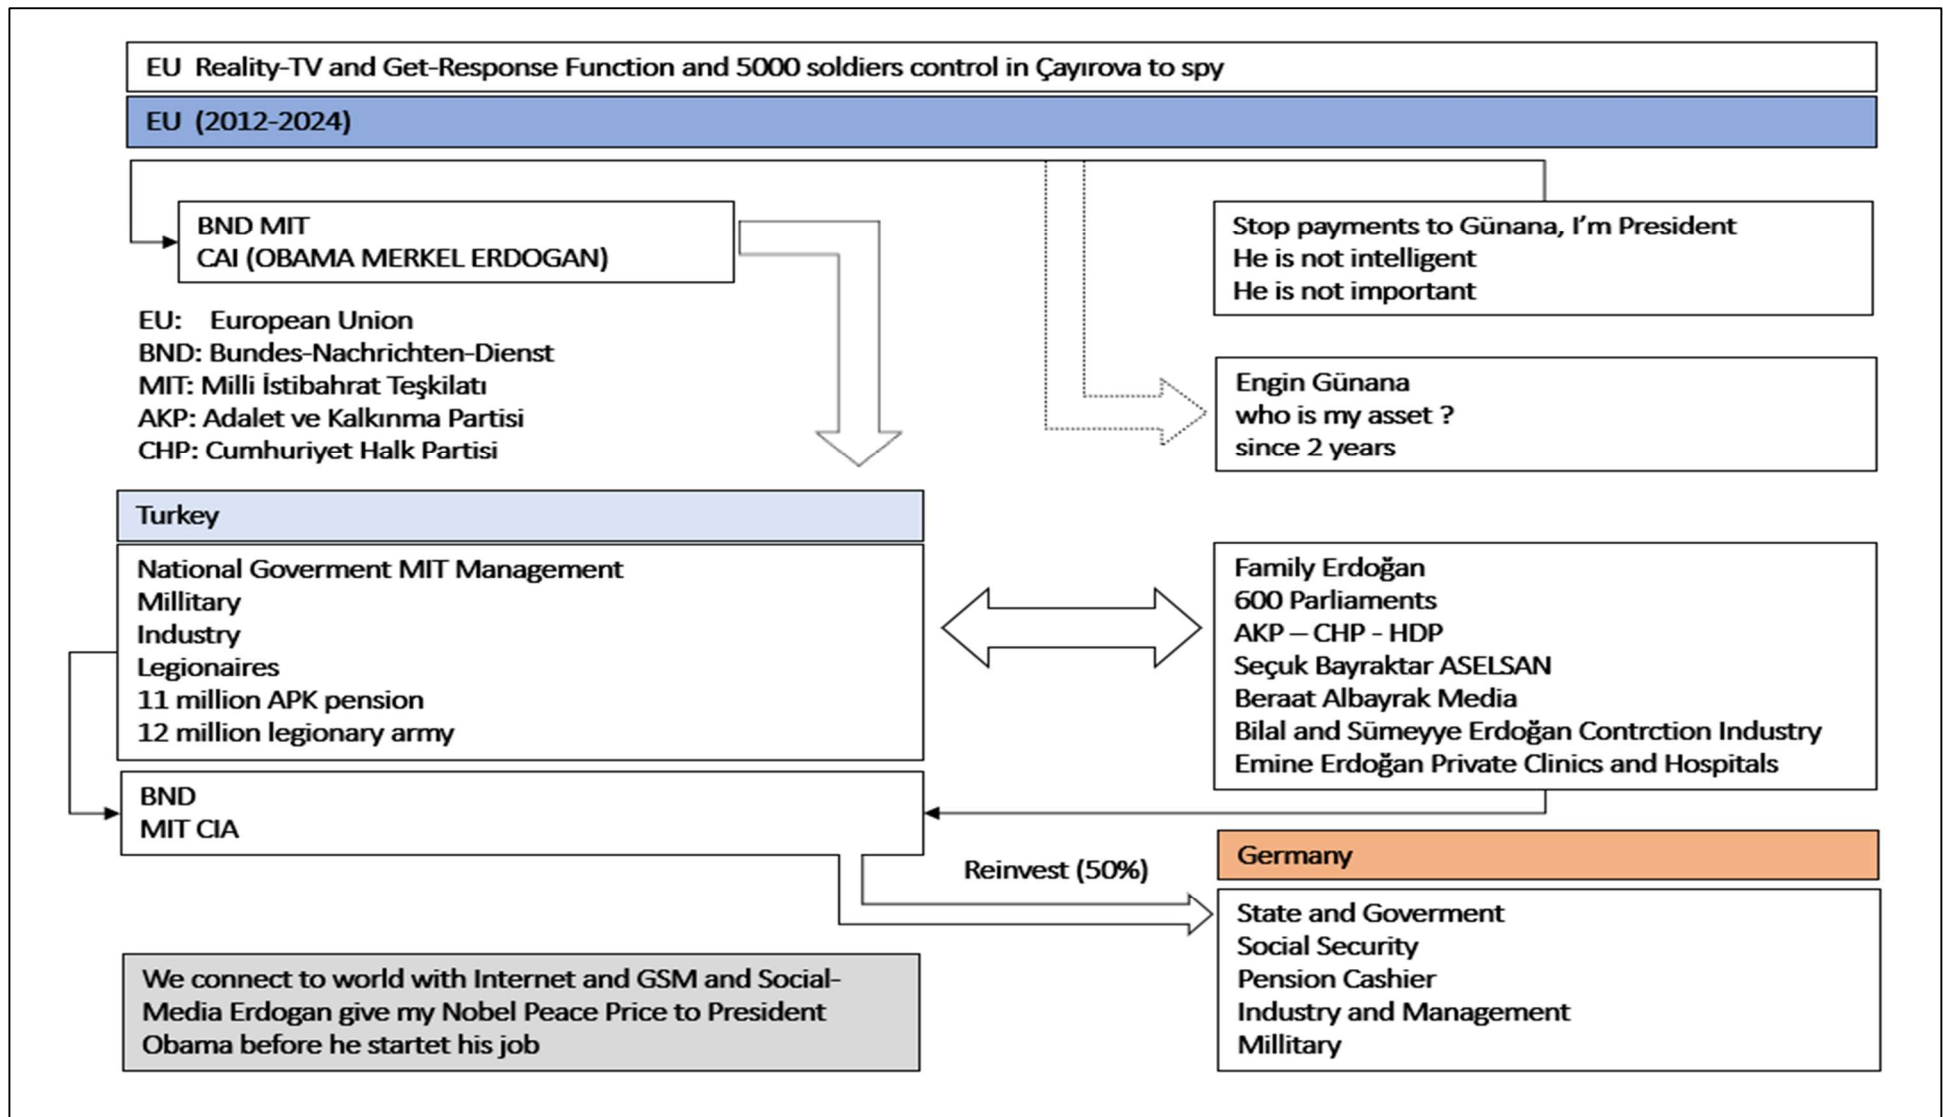 EU Reality-TV and Get-Response Function and 5000 soldiers control in Çayırova to spy
EU (2012-2024)
BND MIT
CAI (OBAMA MERKEL ERDOGAN)
Stop payments to Günana, I’m President
He is not intelligent
He is not important
EU: European Union
BND: Bundes-Nachrichten-Dienst
MIT: Milli İstibahrat Teşkilatı
AKP: Adalet ve Kalkınma Partisi
CHP: Cumhuriyet Halk Partisi
Engin Günana
who is my asset ?
since 2 years
Turkey
National Goverment MIT Management
Millitary
Industry
Legionaires
11 million APK pension
12 million legionary army
Family Erdoğan
600 Parliaments
AKP – CHP - HDP
Seçuk Bayraktar ASELSAN
Beraat Albayrak Media
Bilal and Sümeyye Erdoğan Contrction Industry
Emine Erdoğan Private Clinics and Hospitals
BND
MIT CIA
Reinvest (50%)
Germany
State and Goverment
Social Security
Pension Cashier
Industry and Management
Millitary
We connect to world with Internet and GSM and Social-
Media Erdogan give my Nobel Peace Price to President
Obama before he startet his job